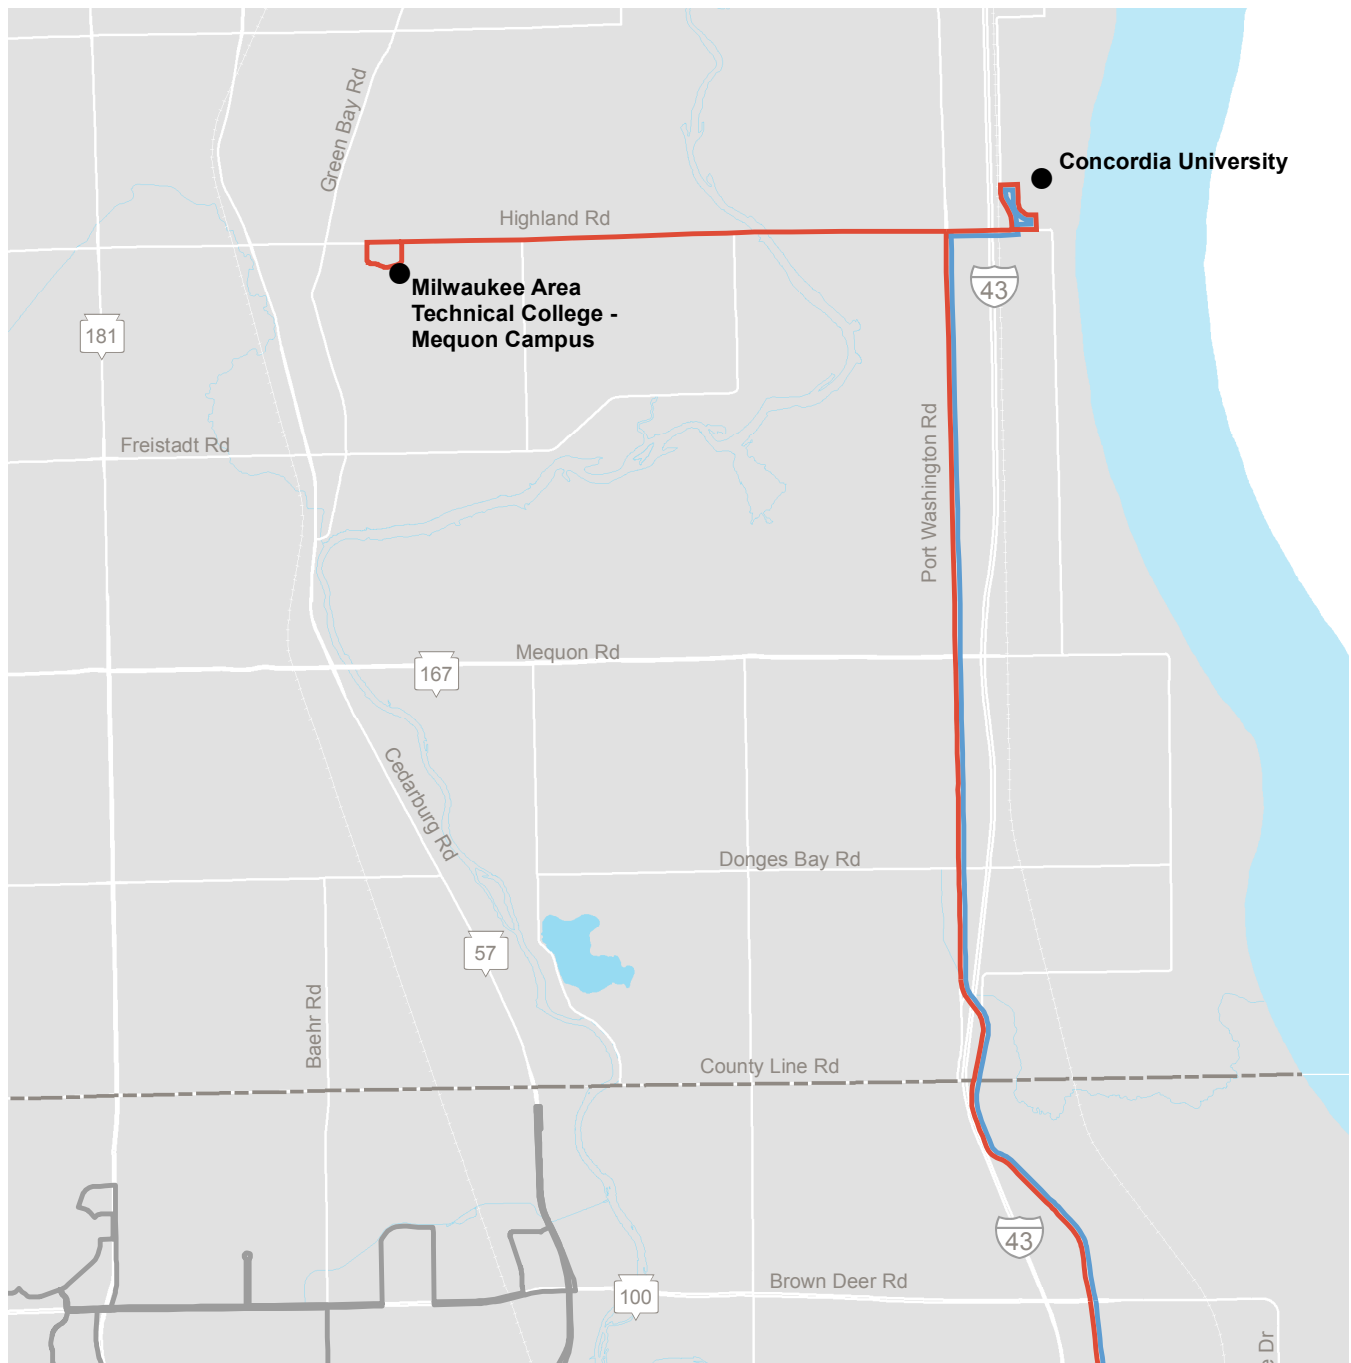 Green Bay Rd
Concordia University
Highland Rd
43
Milwaukee Area
Technical College -
Mequon Campus
181
Port Washington Rd
Freistadt Rd
Mequon Rd
167
Cedarburg Rd
Donges Bay Rd
57
Baehr Rd
County Line Rd
43
Brown Deer Rd
100
Dr